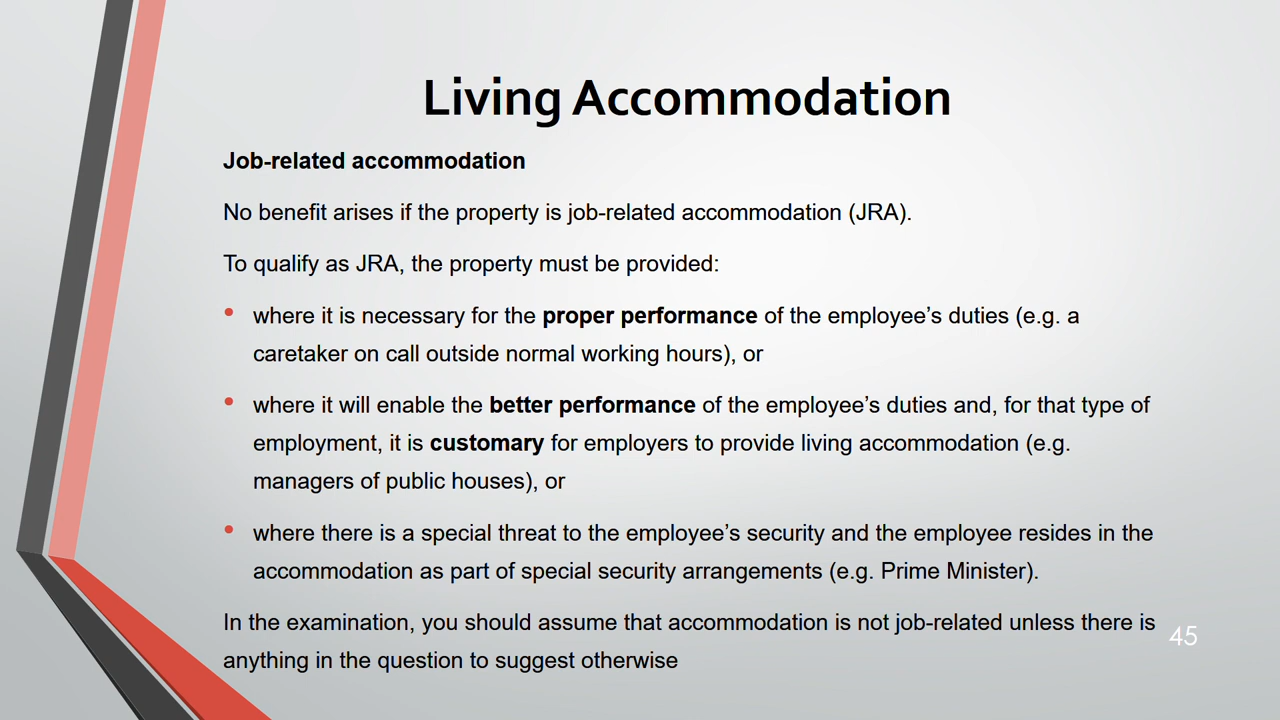 Living Accommodation
Job-related accommodation
No benefit arises if the property is job-related accommodation (JRA).
To qualify as JRA, the property must be provided:
• where it is necessary for the proper performance of the employee’s duties (e.g. a
caretaker on call outside normal working hours), or
• where it will enable the better performance of the employee’s duties and, for that type of
employment, it is customary for employers to provide living accommodation (e.g.
managers of public houses), or
• where there is a special threat to the employee’s security and the employee resides in the
accommodation as part of special security arrangements (e.g. Prime Minister).
In the examination, you should assume that accommodation is not job-related unless there is
anything in the question to suggest otherwise
45